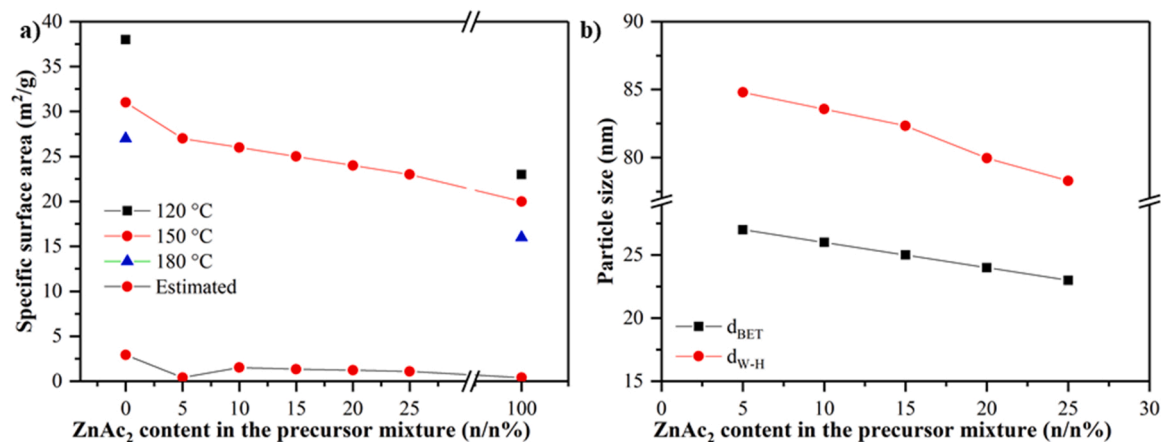 a)
Specific surface area (m²/g)
40
35
30
25
20
15
10
5
0
120 °C
150 °C
180 °C
Estimated
0 5 10 15 20 25 100
ZnAc₂ content in the precursor mixture (n/n%)
b)
Particle size (nm)
90
85
80
25
20
15
d_BET
d_W-H
0 5 10 15 20 25 30
ZnAc₂ content in the precursor mixture (n/n%)